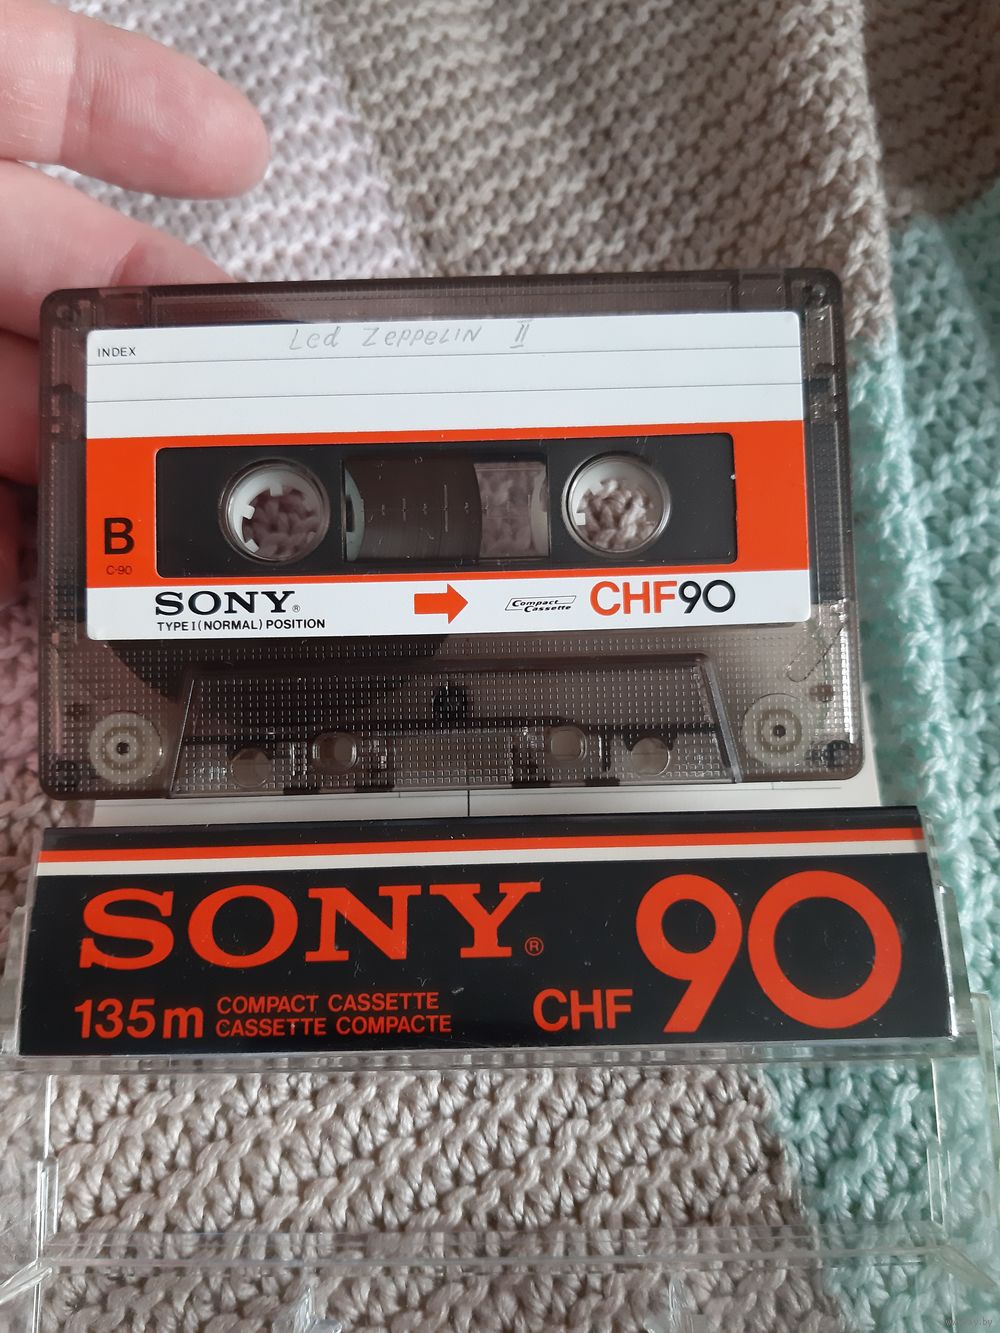 Led Zeppelin II
INDEX
B
C-90
SONY®
TYPE I (NORMAL) POSITION
Compact
Cassette
CHF90
SONY®
90
135m
COMPACT CASSETTE
CASSETTE COMPACTE
CHF